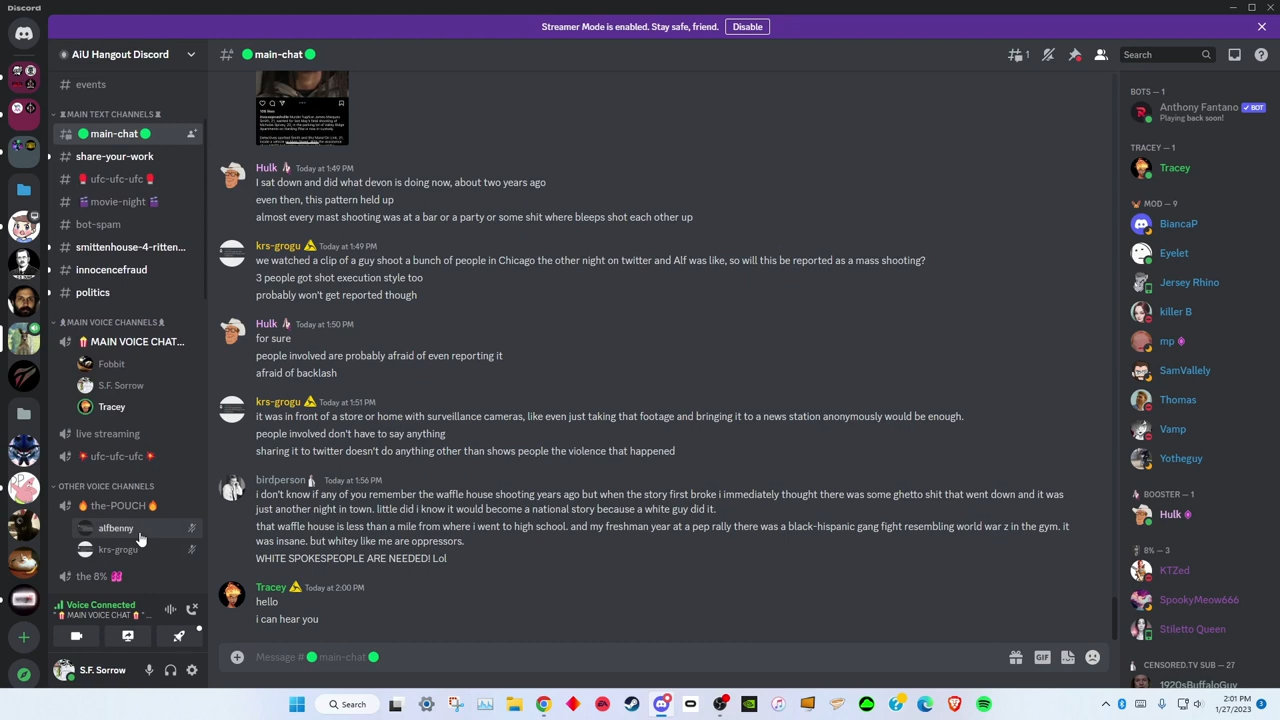 Discord
Streamer Mode is enabled. Stay safe, friend.
Disable
AiU Hangout Discord
events
MAIN TEXT CHANNELS
main-chat
share-your-work
ufc-ufc-ufc
movie-night
bot-spam
smittenhouse-4-ritten...
innocencefraud
politics
MAIN VOICE CHANNELS
MAIN VOICE CHAT...
Fobbit
S.F. Sorrow
Tracey
live streaming
ufc-ufc-ufc
OTHER VOICE CHANNELS
the-POUCH
alfbenny
krs-grogu
the 8%
Voice Connected
" MAIN VOICE CHAT " ...
S.F. Sorrow
main-chat
1
Search
Hulk Today at 1:49 PM
I sat down and did what devon is doing now, about two years ago
even then, this pattern held up
almost every mast shooting was at a bar or a party or some shit where bleeps shot each other up
krs-grogu Today at 1:49 PM
we watched a clip of a guy shoot a bunch of people in Chicago the other night on twitter and Alf was like, so will this be reported as a mass shooting?
3 people got shot execution style too
probably won't get reported though
Hulk Today at 1:50 PM
for sure
people involved are probably afraid of even reporting it
afraid of backlash
krs-grogu Today at 1:51 PM
it was in front of a store or home with surveillance cameras, like even just taking that footage and bringing it to a news station anonymously would be enough.
people involved don't have to say anything
sharing it to twitter doesn't do anything other than shows people the violence that happened
birdperson Today at 1:56 PM
i don't know if any of you remember the waffle house shooting years ago but when the story first broke i immediately thought there was some ghetto shit that went down and it was
just another night in town. little did i know it would become a national story because a white guy did it.
that waffle house is less than a mile from where i went to high school. and my freshman year at a pep rally there was a black-hispanic gang fight resembling world war z in the gym. it
was insane. but whitey like me are oppressors.
WHITE SPOKESPEOPLE ARE NEEDED! Lol
Tracey Today at 2:00 PM
hello
i can hear you
Message # main-chat
GIF
BOTS — 1
Anthony Fantano BOT
Playing back soon!
TRACEY — 1
Tracey
MOD — 9
BiancaP
Eyelet
Jersey Rhino
killer B
mp
SamVallely
Thomas
Vamp
Yotheguy
BOOSTER — 1
Hulk
8% — 3
KTZed
SpookyMeow666
Stiletto Queen
CENSORED.TV SUB — 27
1920sBuffaloGuy
Search
2:01 PM
1/27/2023